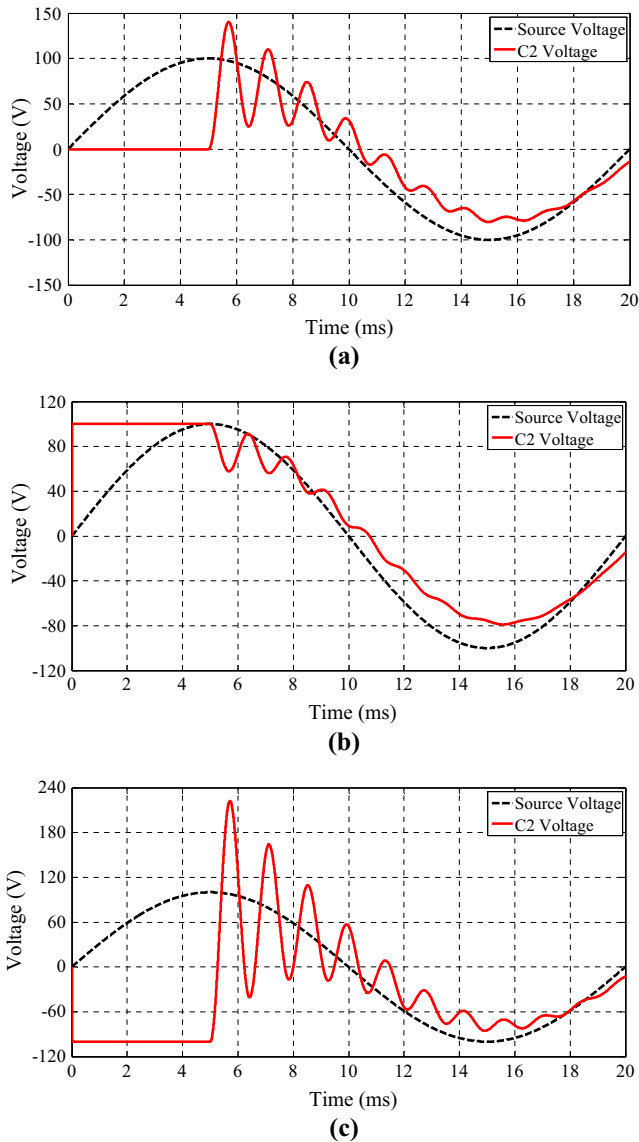 150
Source Voltage
C2 Voltage
100
50
0
-50
-100
-150
Voltage (V)
0 2 4 6 8 10 12 14 16 18 20
Time (ms)
(a)
120
Source Voltage
C2 Voltage
80
40
0
-40
-80
-120
Voltage (V)
0 2 4 6 8 10 12 14 16 18 20
Time (ms)
(b)
240
Source Voltage
C2 Voltage
180
120
60
0
-60
-120
Voltage (V)
0 2 4 6 8 10 12 14 16 18 20
Time (ms)
(c)